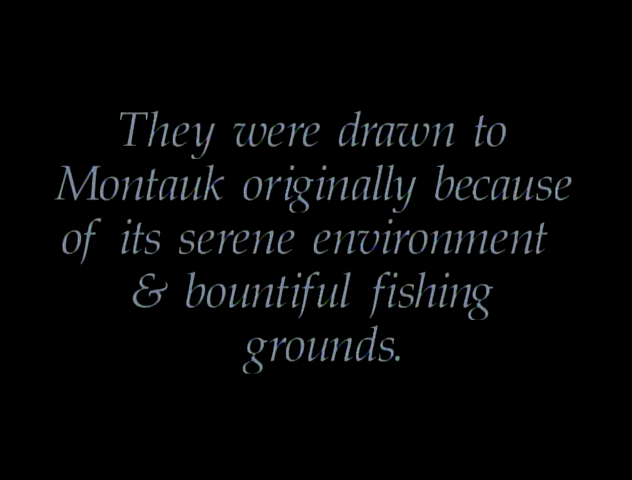 They were drawn to
Montauk originally because
of its serene environment
& bountiful fishing
grounds.